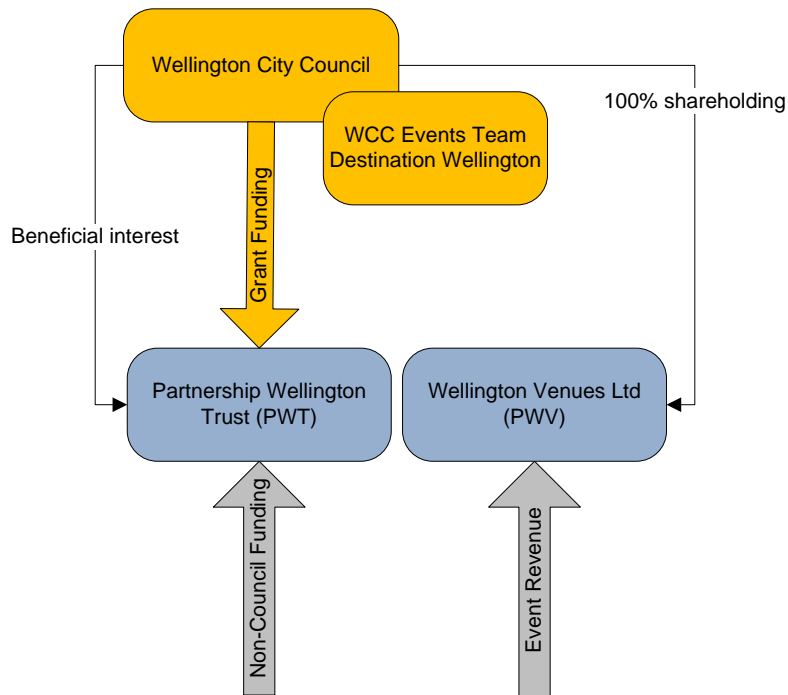 Wellington City Council
100% shareholding
WCC Events Team
Destination Wellington
Beneficial interest
Grant Funding
Partnership Wellington
Trust (PWT)
Wellington Venues Ltd
(PWV)
Non-Council Funding
Event Revenue